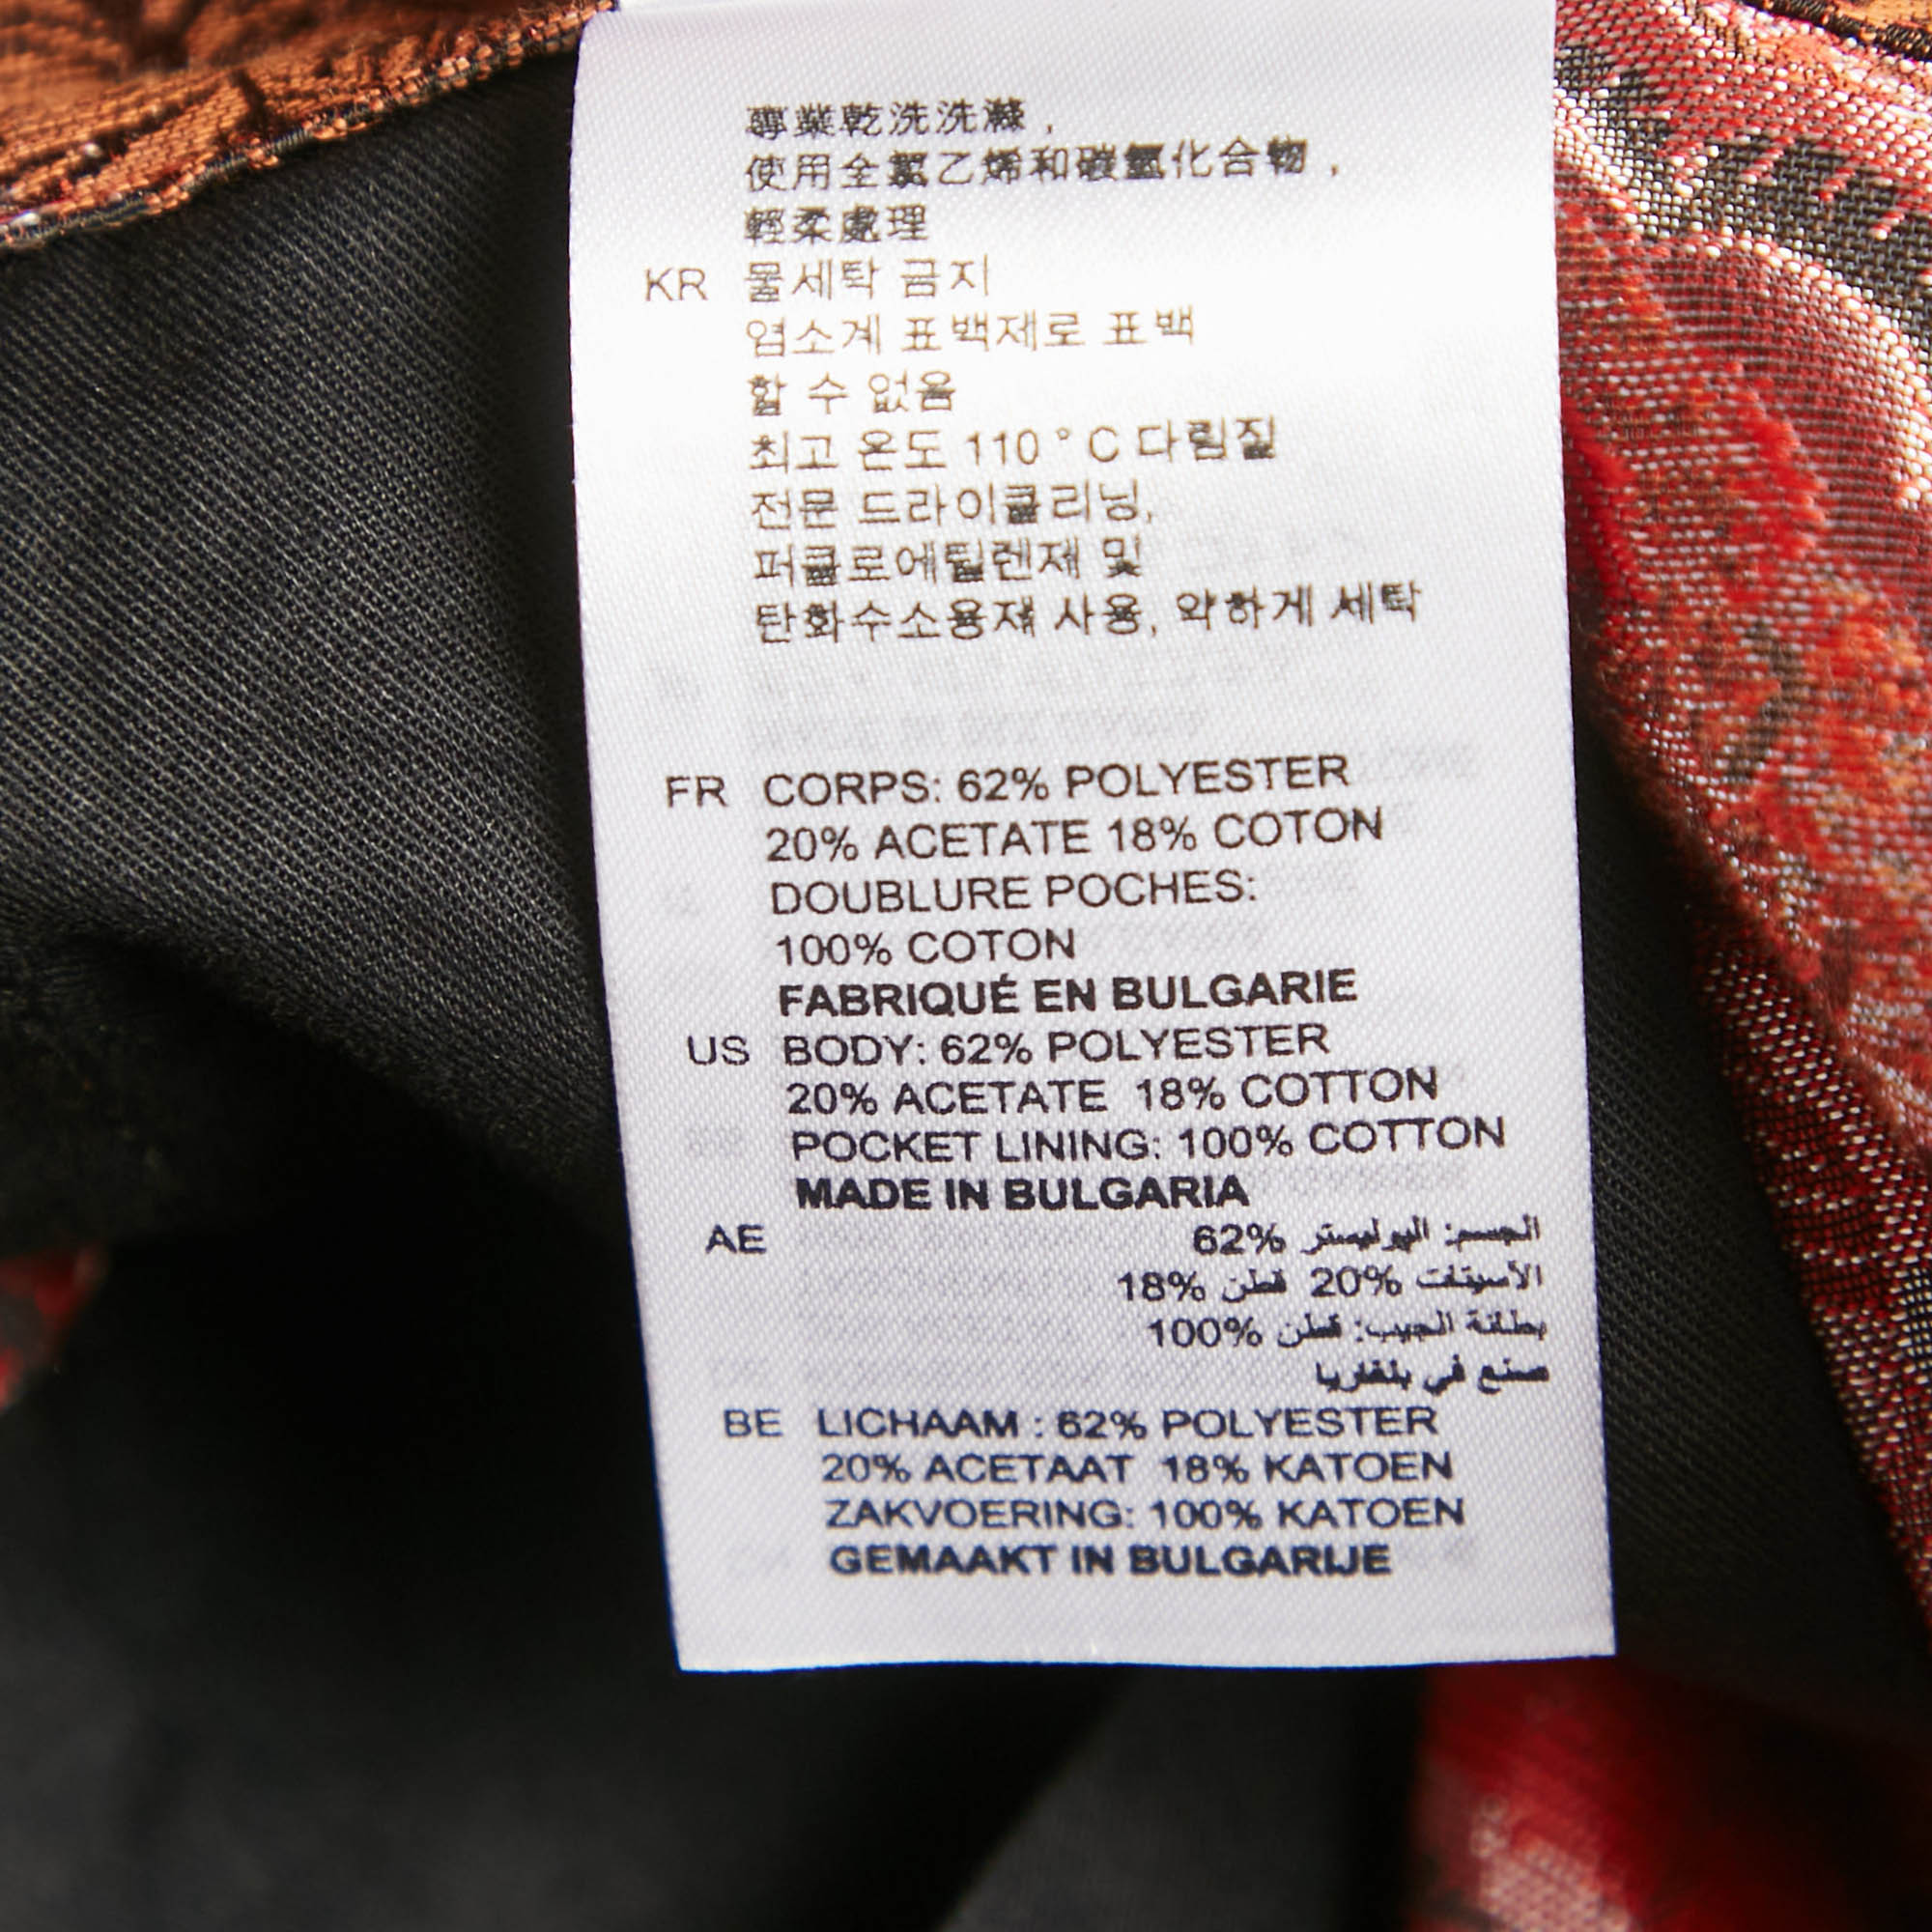 專業乾洗洗滌，
使用全氯乙烯和碳氫化合物，
輕柔處理
KR 물세탁 금지
염소계 표백제로 표백
할 수 없음
최고 온도 110°C 다림질
전문 드라이클리닝,
퍼클로에틸렌제 및
탄화수소용제 사용, 약하게 세탁
FR CORPS: 62% POLYESTER
20% ACETATE 18% COTON
DOUBLURE POCHES:
100% COTON
FABRIQUÉ EN BULGARIE
US BODY: 62% POLYESTER
20% ACETATE 18% COTTON
POCKET LINING: 100% COTTON
MADE IN BULGARIA
AE الجسم: البوليستر 62%
الأسيتات 20% قطن 18%
بطانة الجيب: قطن 100%
صنع في بلغاريا
BE LICHAAM : 62% POLYESTER
20% ACETAAT 18% KATOEN
ZAKVOERING: 100% KATOEN
GEMAAKT IN BULGARIJE